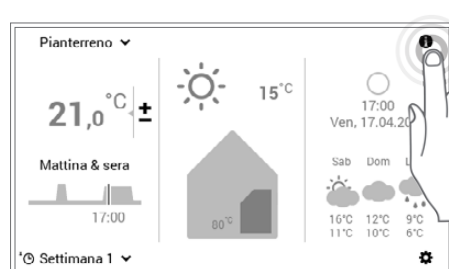 Pianterreno
21,0°C ±
Mattina & sera
17:00
Settimana 1
15°C
80°C
17:00
Ven, 17.04.20
Sab Dom L
16°C 12°C 9°C
11°C 10°C 6°C